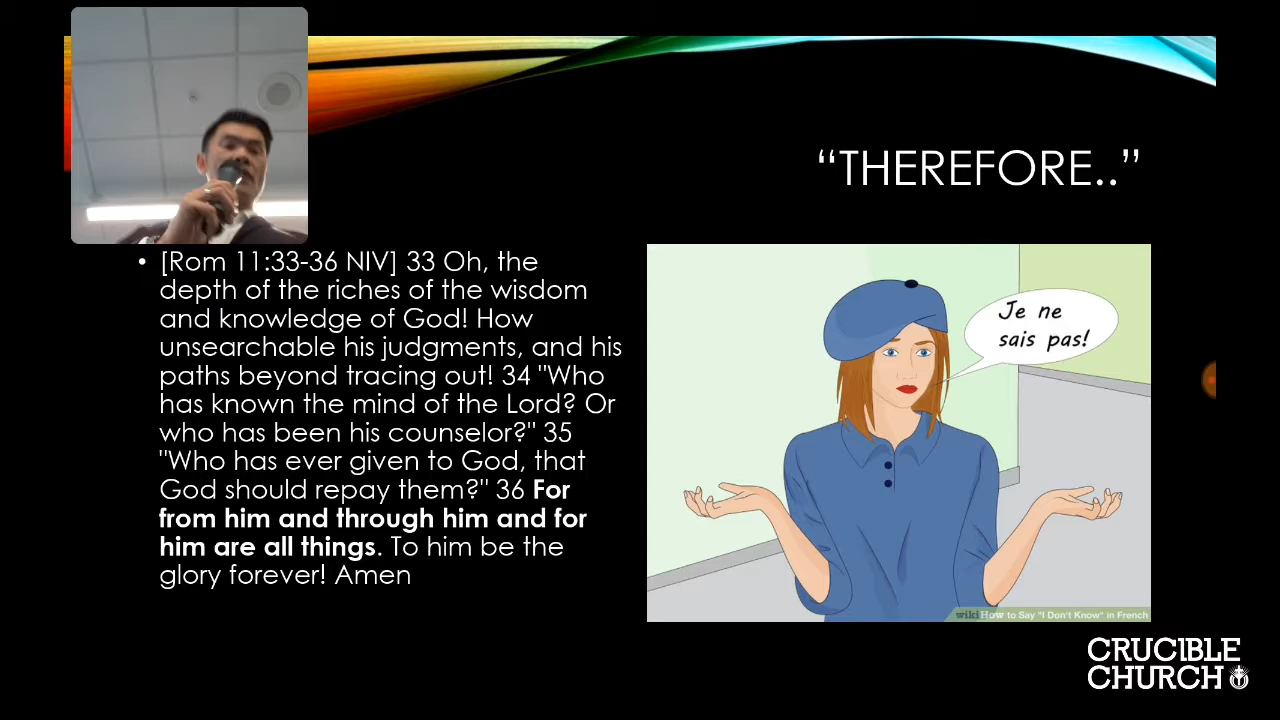 “THEREFORE..”
• [Rom 11:33-36 NIV] 33 Oh, the
depth of the riches of the wisdom
and knowledge of God! How
unsearchable his judgments, and his
paths beyond tracing out! 34 "Who
has known the mind of the Lord? Or
who has been his counselor?" 35
"Who has ever given to God, that
God should repay them?" 36 For
from him and through him and for
him are all things. To him be the
glory forever! Amen
Je ne
sais pas!
wikiHow to Say "I Don't Know" in French
CRUCIBLE
CHURCH